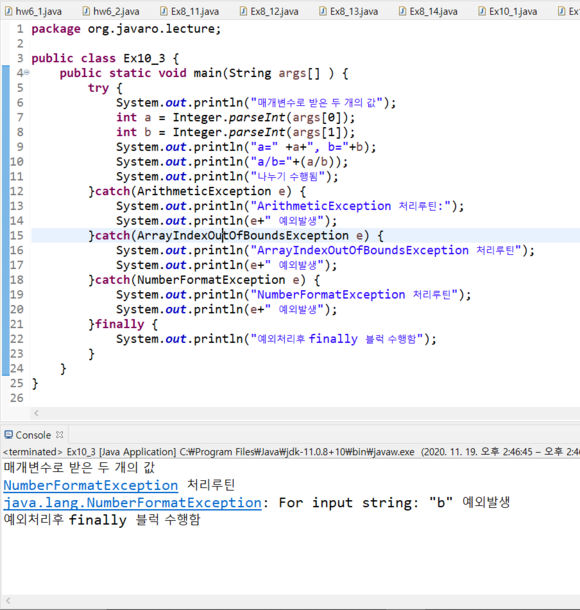 hw6_1.java hw6_2.java Ex8_11.java Ex8_12.java Ex8_13.java Ex8_14.java Ex10_1.java Ex
1 package org.javaro.lecture;
2
3 public class Ex10_3 {
4 public static void main(String args[] ) {
5 try {
6 System.out.println("매개변수로 받은 두 개의 값");
7 int a = Integer.parseInt(args[0]);
8 int b = Integer.parseInt(args[1]);
9 System.out.println("a=" +a+", b="+b);
10 System.out.println("a/b="+(a/b));
11 System.out.println("나누기 수행됨");
12 }catch(ArithmeticException e) {
13 System.out.println("ArithmeticException 처리루틴:");
14 System.out.println(e+" 예외발생");
15 }catch(ArrayIndexOutOfBoundsException e) {
16 System.out.println("ArrayIndexOutOfBoundsException 처리루틴");
17 System.out.println(e+" 예외발생");
18 }catch(NumberFormatException e) {
19 System.out.println("NumberFormatException 처리루틴");
20 System.out.println(e+" 예외발생");
21 }finally {
22 System.out.println("예외처리후 finally 블럭 수행함");
23 }
24 }
25 }
26
Console
<terminated> Ex10_3 [Java Application] C:₩Program Files₩Java₩jdk-11.0.8+10₩bin₩javaw.exe (2020. 11. 19. 오후 2:46:45 – 오후 2:46
매개변수로 받은 두 개의 값
NumberFormatException 처리루틴
java.lang.NumberFormatException: For input string: "b" 예외발생
예외처리후 finally 블럭 수행함